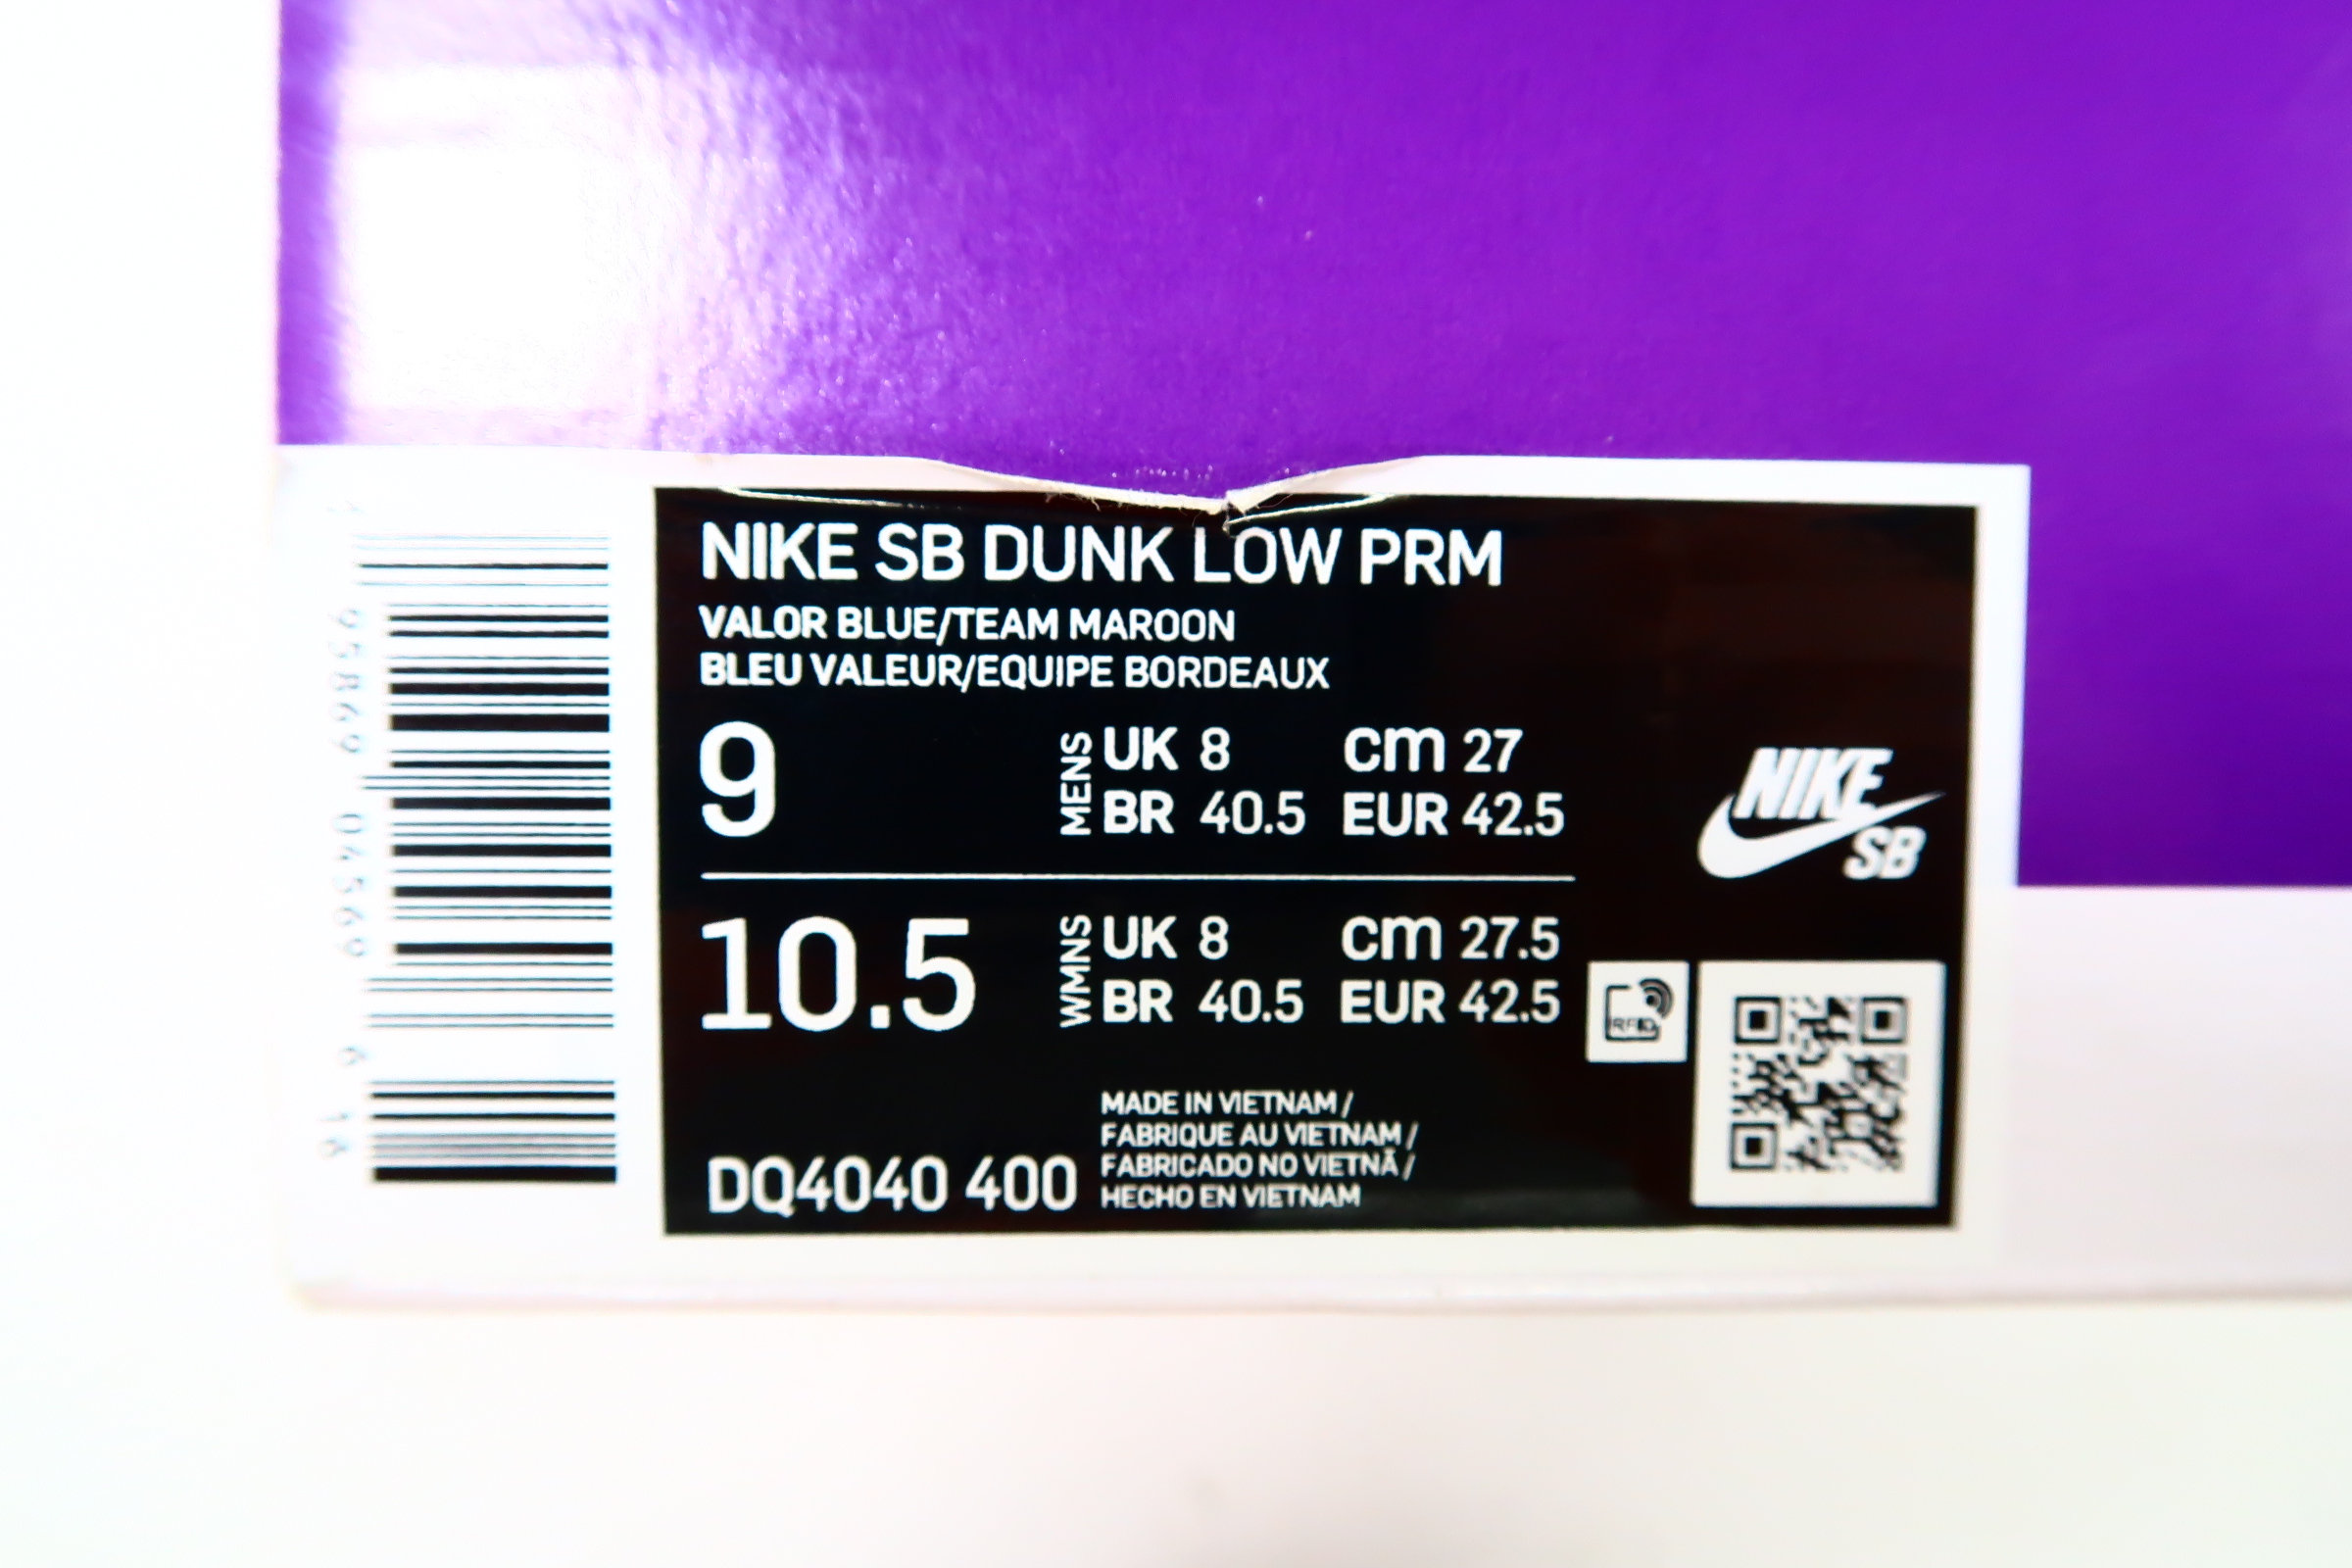 NIKE SB DUNK LOW PRM
VALOR BLUE/TEAM MAROON
BLEU VALEUR/EQUIPE BORDEAUX
9
MENS
UK 8 cm 27
BR 40.5 EUR 42.5
10.5
WMNS
UK 8 cm 27.5
BR 40.5 EUR 42.5
NIKE
SB
RFID
DQ4040 400
MADE IN VIETNAM /
FABRIQUE AU VIETNAM /
FABRICADO NO VIETNÃ /
HECHO EN VIETNAM